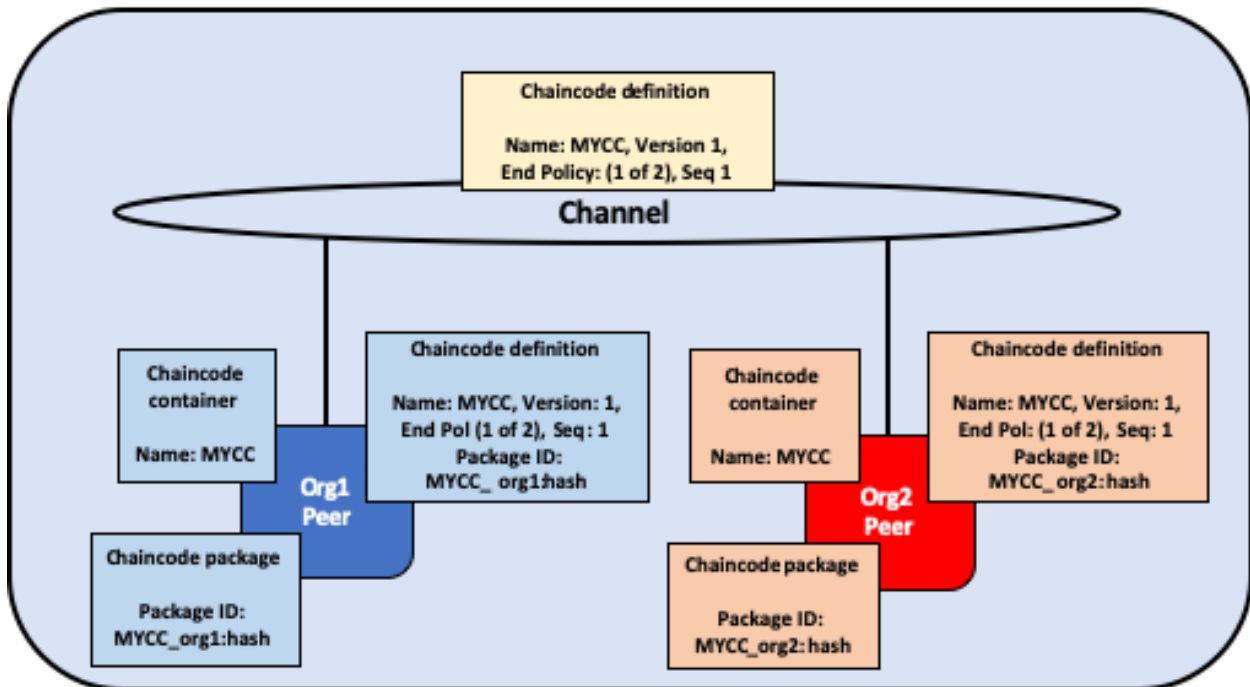 Chaincode definition
Name: MYCC, Version 1,
End Policy: (1 of 2), Seq 1
Channel
Chaincode
container
Name: MYCC
Chaincode definition
Name: MYCC, Version: 1,
End Pol (1 of 2), Seq: 1
Package ID:
MYCC_ org1:hash
Org1
Peer
Chaincode package
Package ID:
MYCC_org1:hash
Chaincode
container
Name: MYCC
Chaincode definition
Name: MYCC, Version: 1,
End Pol: (1 of 2), Seq: 1
Package ID:
MYCC_ org2:hash
Org2
Peer
Chaincode package
Package ID:
MYCC_org2:hash